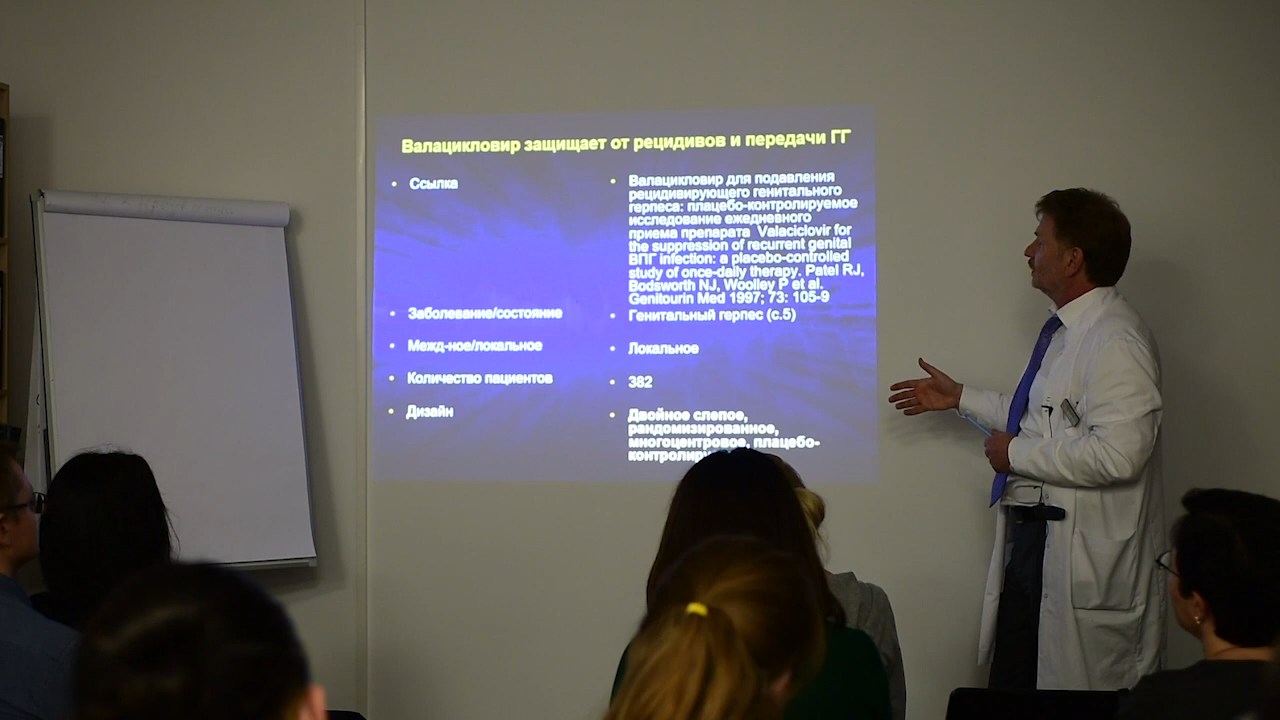 Валацикловир защищает от рецидивов и передачи ГГ
• Ссылка
• Валацикловир для подавления
рецидивирующего генитального
герпеса: плацебо-контролируемое
исследование ежедневного
приема препарата Valaciclovir for
the suppression of recurrent genital
ВПГ infection: a placebo-controlled
study of once-daily therapy. Patel RJ,
Bodsworth NJ, Woolley P et al.
Genitourin Med 1997; 73: 105-9
• Заболевание/состояние
• Генитальный герпес (с.5)
• Межд-ное/локальное
• Локальное
• Количество пациентов
• 382
• Дизайн
• Двойное слепое,
рандомизированное,
многоцентровое, плацебо-